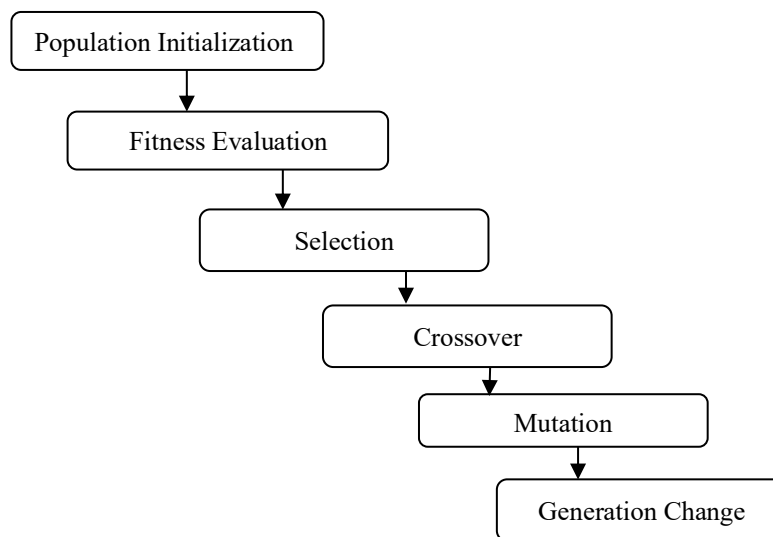 Population Initialization
Fitness Evaluation
Selection
Crossover
Mutation
Generation Change